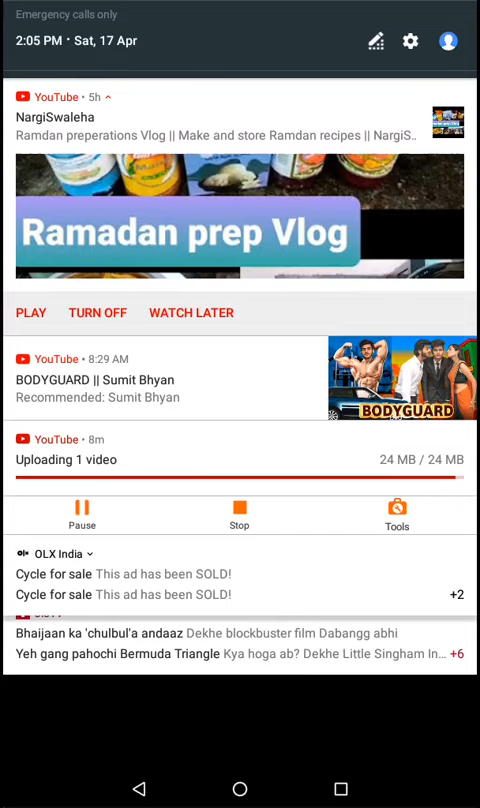 Emergency calls only
2:05 PM • Sat, 17 Apr
YouTube • 5h
NargiSwaleha
Ramdan preperations Vlog || Make and store Ramdan recipes || NargiS..
Ramadan prep Vlog
PLAY TURN OFF WATCH LATER
YouTube • 8:29 AM
BODYGUARD || Sumit Bhyan
Recommended: Sumit Bhyan
BODYGUARD
YouTube • 8m
Uploading 1 video 24 MB / 24 MB
Pause Stop Tools
OLX India
Cycle for sale This ad has been SOLD!
Cycle for sale This ad has been SOLD! +2
Bhaijaan ka 'chulbul'a andaaz Dekhe blockbuster film Dabangg abhi
Yeh gang pahochi Bermuda Triangle Kya hoga ab? Dekhe Little Singham In... +6